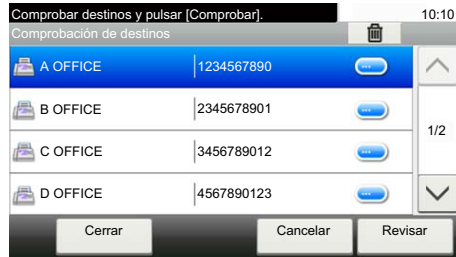 Comprobar destinos y pulsar [Comprobar]. 10:10
Comprobación de destinos
A OFFICE 1234567890
B OFFICE 2345678901
1/2
C OFFICE 3456789012
D OFFICE 4567890123
Cerrar Cancelar Revisar